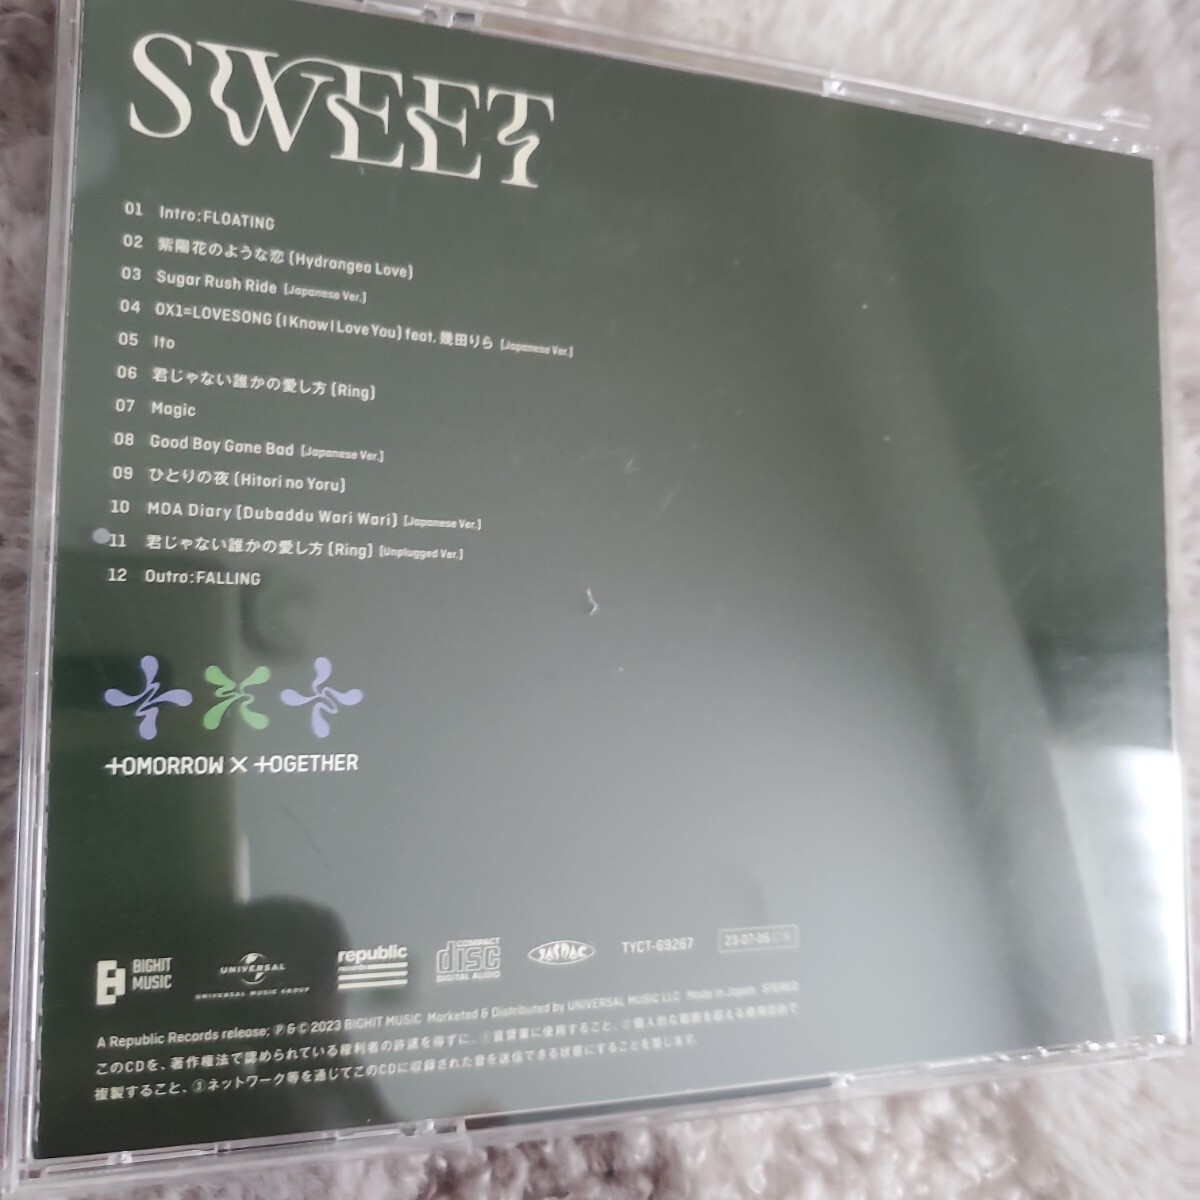 SWEET
01 Intro:FLOATING
02 紫陽花のような恋 (Hydrangea Love)
03 Sugar Rush Ride [Japanese Ver.]
04 0X1=LOVESONG (I Know I Love You) feat. 幾田りら [Japanese Ver.]
05 Ito
06 君じゃない誰かの愛し方 (Ring)
07 Magic
08 Good Boy Gone Bad [Japanese Ver.]
09 ひとりの夜 (Hitori no Yoru)
10 MOA Diary (Dubaddu Wari Wari) [Japanese Ver.]
11 君じゃない誰かの愛し方 (Ring) [Unplugged Ver.]
12 Outro:FALLING
TOMORROW X TOGETHER
BIGHIT MUSIC
UNIVERSAL
UNIVERSAL MUSIC GROUP
republic records
COMPACT disc DIGITAL AUDIO
JASRAC
TYCT-69267
23·07·05
A Republic Records release; ℗&©2023 BIGHIT MUSIC Marketed & Distributed by UNIVERSAL MUSIC LLC Made in Japan STEREO
このCDを、著作権法で認められている権利者の許諾を得ずに、①賃貸業に使用すること、②個人的な範囲を超える使用目的で
複製すること、③ネットワーク等を通じてこのCDに収録された音を送信できる状態にすることを禁じます。